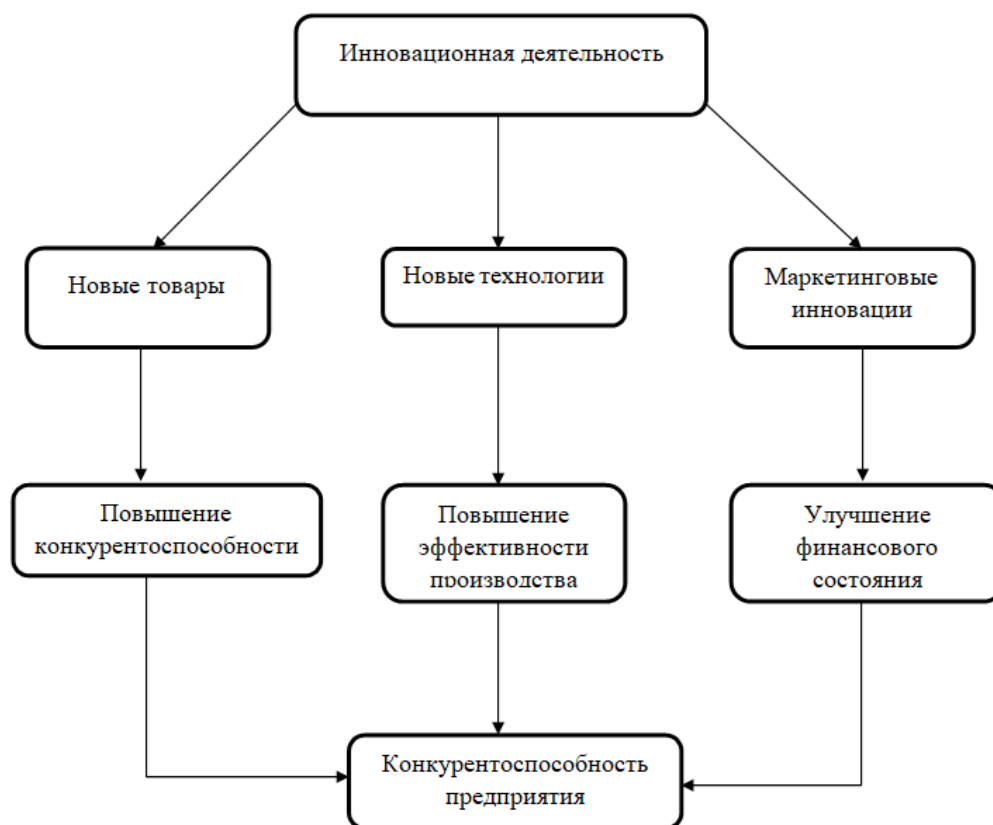 Инновационная деятельность
Новые товары
Новые технологии
Маркетинговые
инновации
Повышение
конкурентоспособности
Повышение
эффективности
производства
Улучшение
финансового
состояния
Конкурентоспособность
предприятия